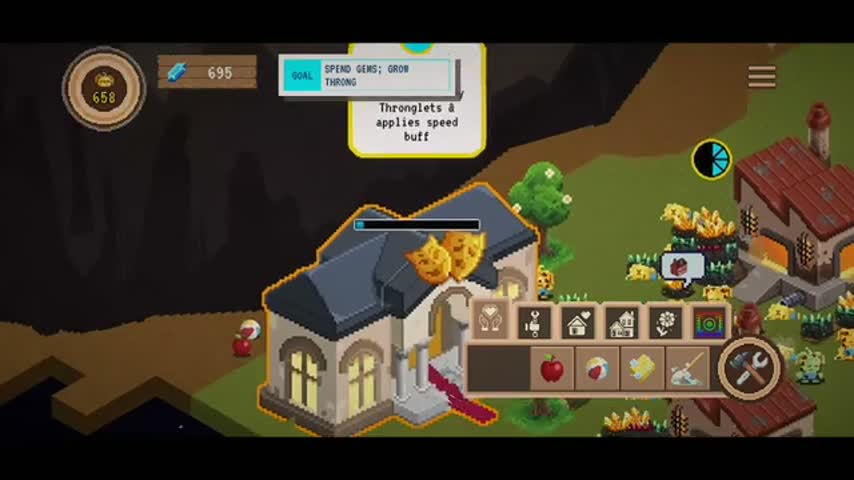 658
695
GOAL
SPEND GEMS; GROW
THRONG
Thronglets &
applies speed
buff